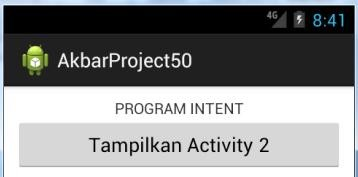 4G 8:41
AkbarProject50
PROGRAM INTENT
Tampilkan Activity 2